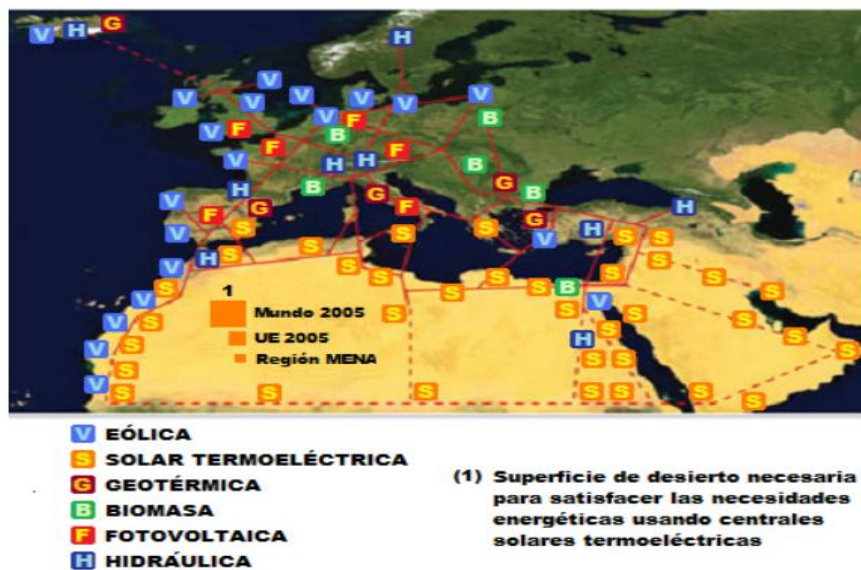 V H G H
V
V V V V V V
V F B
V F B
F F
V H H B
H B G G B
V F G F G H
V S S S V H S S
H S S S
V S S S S S
S S S B S
1
V V
Mundo 2005 S S S
V S S S
UE 2005 H S
V S Región MENA S S S
S
V S S S S S S S
V EÓLICA
S SOLAR TERMOELÉCTRICA
G GEOTÉRMICA
B BIOMASA
F FOTOVOLTAICA
H HIDRÁULICA
(1) Superficie de desierto necesaria
para satisfacer las necesidades
energéticas usando centrales
solares termoeléctricas